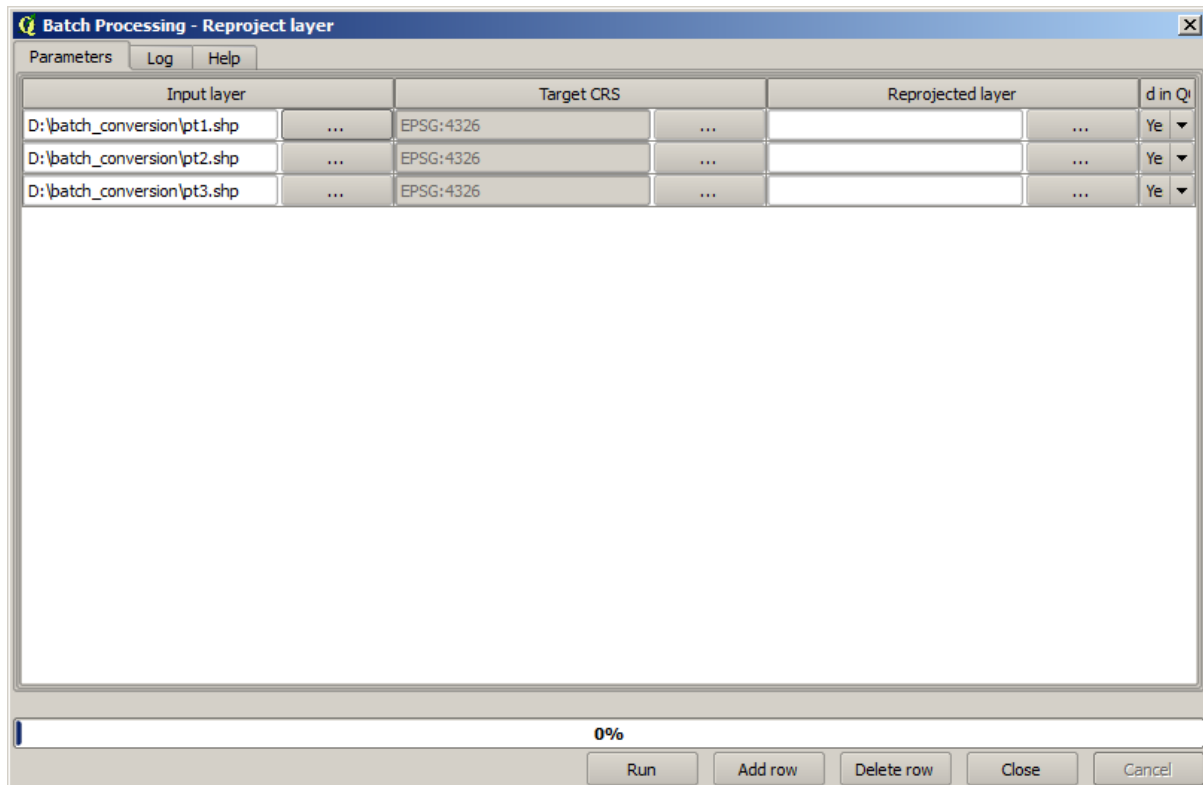 Batch Processing - Reproject layer
Parameters Log Help
Input layer Target CRS Reprojected layer d in Q
D:\batch_conversion\pt1.shp ... EPSG:4326 ... ... Ye
D:\batch_conversion\pt2.shp ... EPSG:4326 ... ... Ye
D:\batch_conversion\pt3.shp ... EPSG:4326 ... ... Ye
0%
Run Add row Delete row Close Cancel